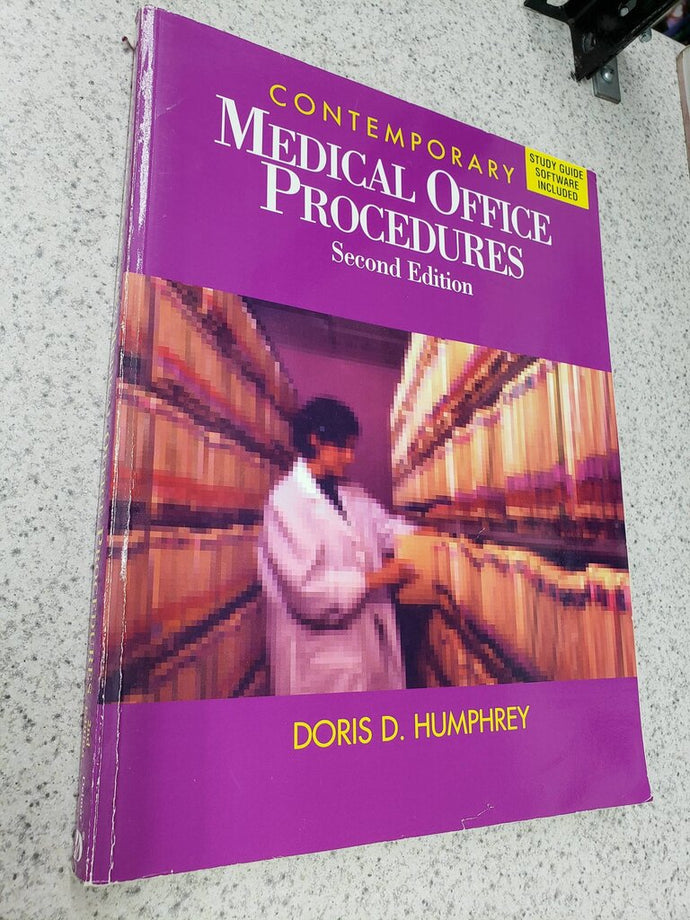 CONTEMPORARY
MEDICAL OFFICE
PROCEDURES
Second Edition
STUDY GUIDE
SOFTWARE
INCLUDED
DORIS D. HUMPHREY